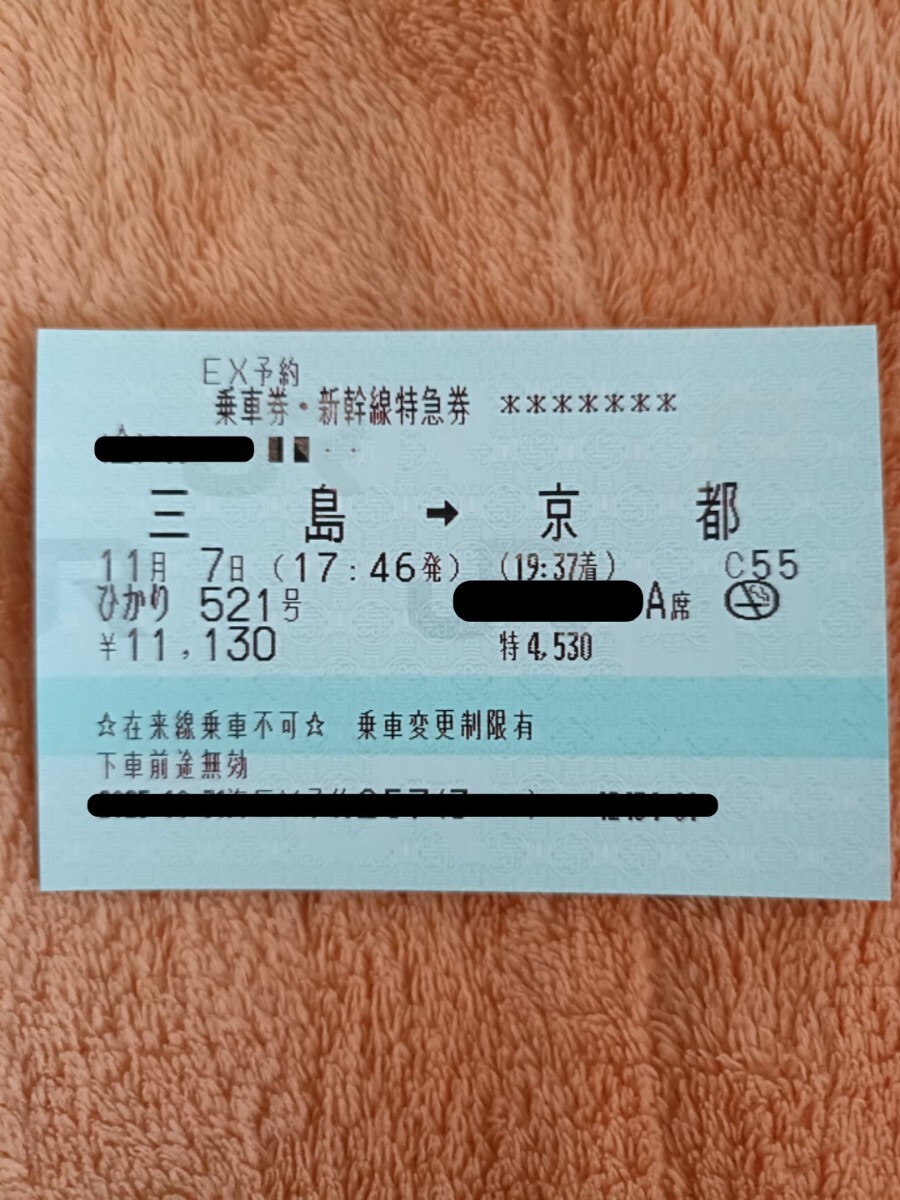 EX予約
乗車券・新幹線特急券 *******
三島 → 京都
11月 7日 (17:46発) (19:37着) C55
ひかり 521号 A席
¥11,130 特4,530
☆在来線乗車不可☆ 乗車変更制限有
下車前途無効